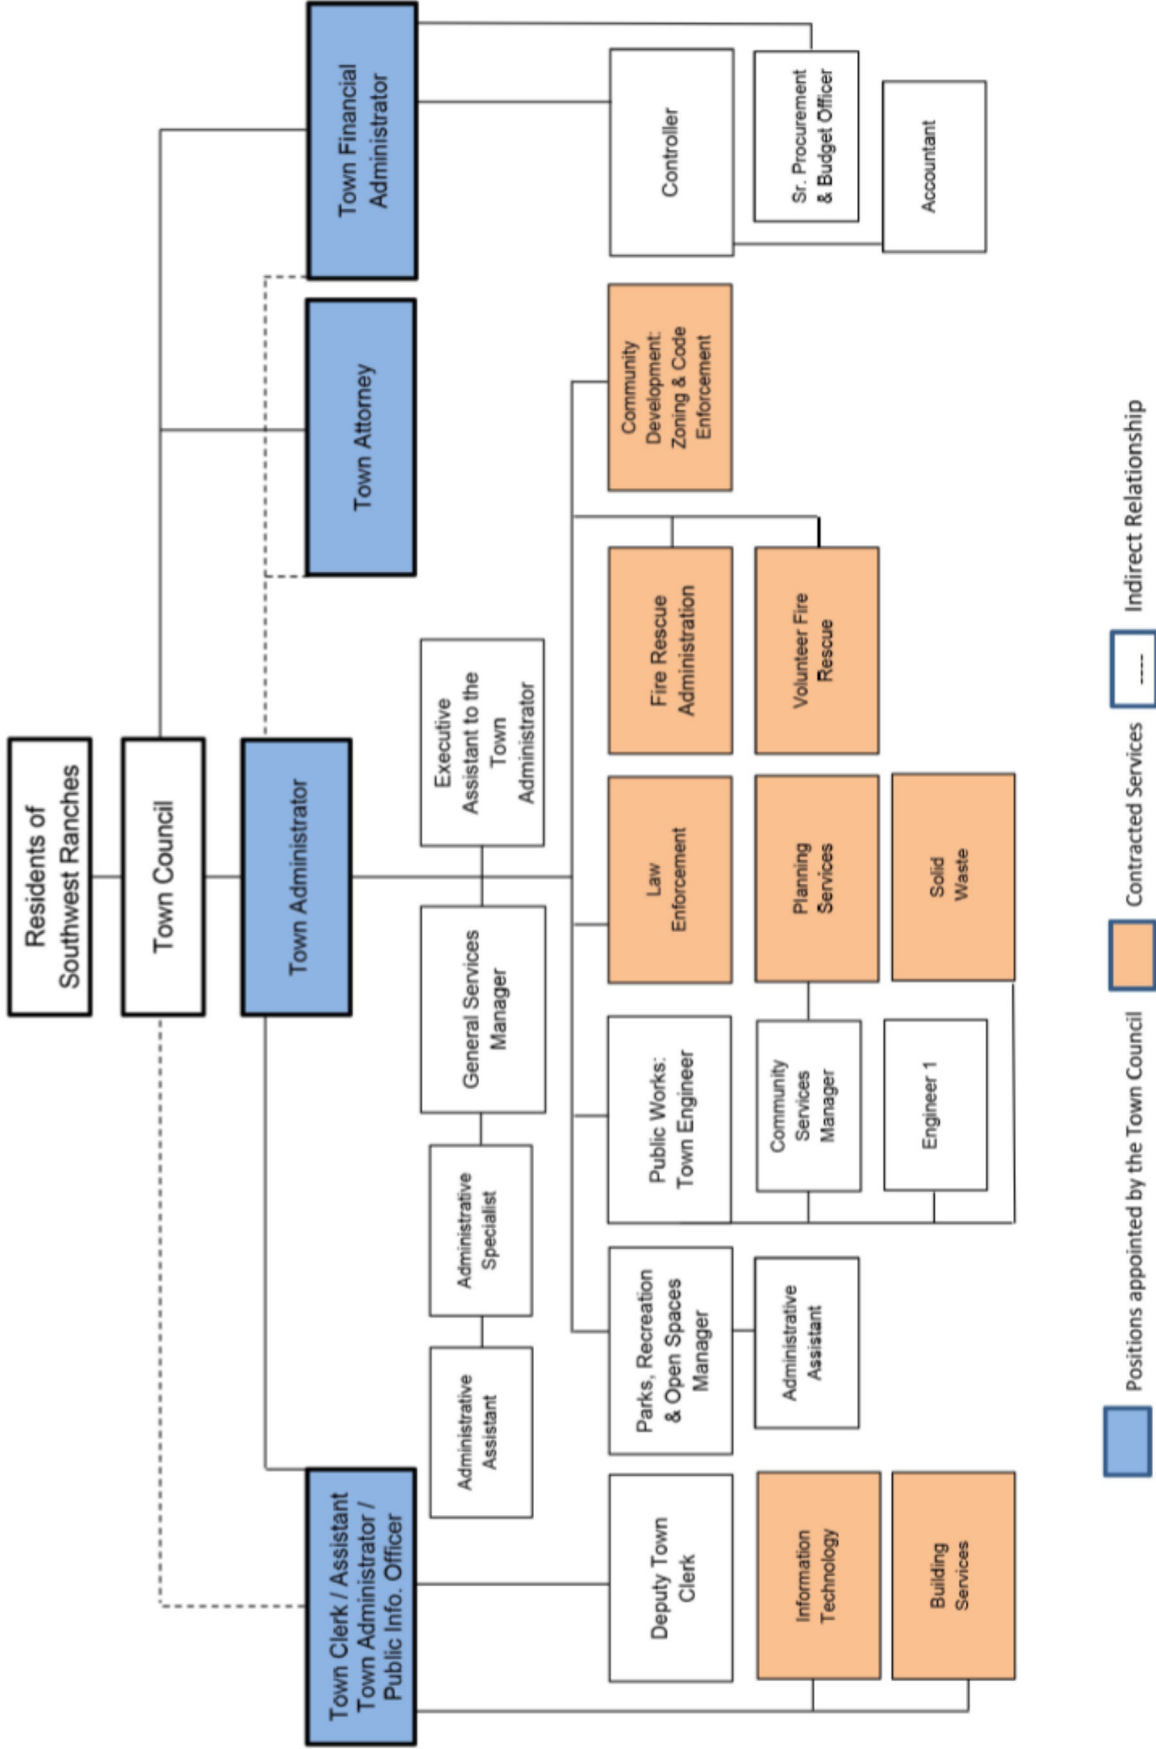 Residents of
Southwest Ranches
Town Council
Town Administrator
Town Clerk / Assistant
Town Administrator /
Public Info. Officer
Town Attorney
Town Financial
Administrator
Administrative
Assistant
Administrative
Specialist
General Services
Manager
Executive
Assistant to the
Town
Administrator
Deputy Town
Clerk
Parks, Recreation
& Open Spaces
Manager
Public Works:
Town Engineer
Law
Enforcement
Fire Rescue
Administration
Community
Development:
Zoning & Code
Enforcement
Controller
Information
Technology
Administrative
Assistant
Community
Services
Manager
Planning
Services
Volunteer Fire
Rescue
Sr. Procurement
& Budget Officer
Building
Services
Engineer 1
Solid
Waste
Accountant
Positions appointed by the Town Council
Contracted Services
----
Indirect Relationship